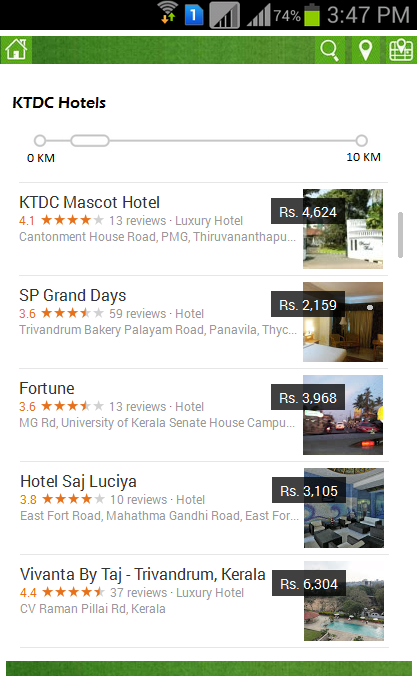 1 74% 3:47 PM
KTDC Hotels
0 KM 10 KM
KTDC Mascot Hotel
Rs. 4,624
4.1 ★★★★★ 13 reviews · Luxury Hotel
Cantonment House Road, PMG, Thiruvananthapu...
SP Grand Days
Rs. 2,159
3.6 ★★★★★ 59 reviews · Hotel
Trivandrum Bakery Palayam Road, Panavila, Thyc...
Fortune
Rs. 3,968
3.6 ★★★★★ 13 reviews · Hotel
MG Rd, University of Kerala Senate House Campu...
Hotel Saj Luciya
Rs. 3,105
3.8 ★★★★★ 10 reviews · Hotel
East Fort Road, Mahathma Gandhi Road, East For...
Vivanta By Taj - Trivandrum, Kerala
Rs. 6,304
4.4 ★★★★★ 37 reviews · Luxury Hotel
CV Raman Pillai Rd, Kerala